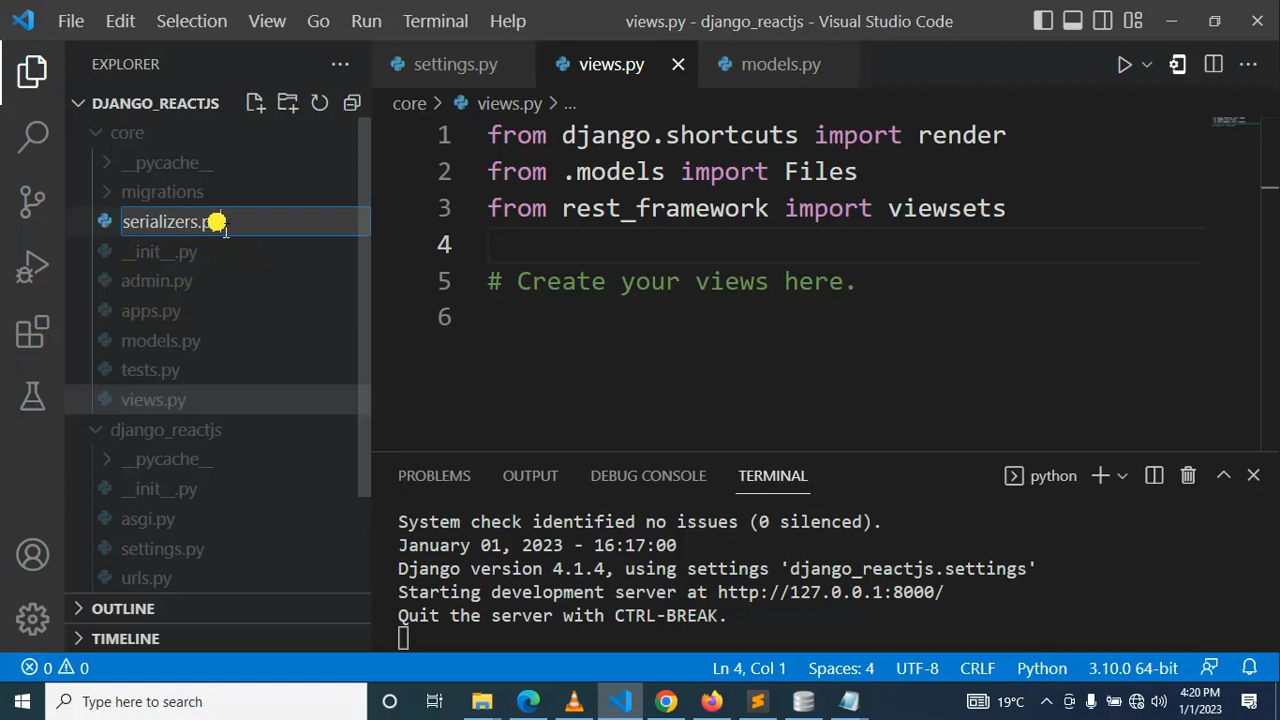 File Edit Selection View Go Run Terminal Help views.py - django_reactjs - Visual Studio Code
EXPLORER
settings.py views.py models.py
DJANGO_REACTJS
core > views.py > ...
core
__pycache__
migrations
serializers.p
__init__.py
admin.py
apps.py
models.py
tests.py
views.py
django_reactjs
__pycache__
__init__.py
asgi.py
settings.py
urls.py
OUTLINE
TIMELINE
1 from django.shortcuts import render
2 from .models import Files
3 from rest_framework import viewsets
4
5 # Create your views here.
6
PROBLEMS OUTPUT DEBUG CONSOLE TERMINAL python
System check identified no issues (0 silenced).
January 01, 2023 - 16:17:00
Django version 4.1.4, using settings 'django_reactjs.settings'
Starting development server at http://127.0.0.1:8000/
Quit the server with CTRL-BREAK.
0 0 Ln 4, Col 1 Spaces: 4 UTF-8 CRLF Python 3.10.0 64-bit
Type here to search 19°C 4:20 PM
1/1/2023